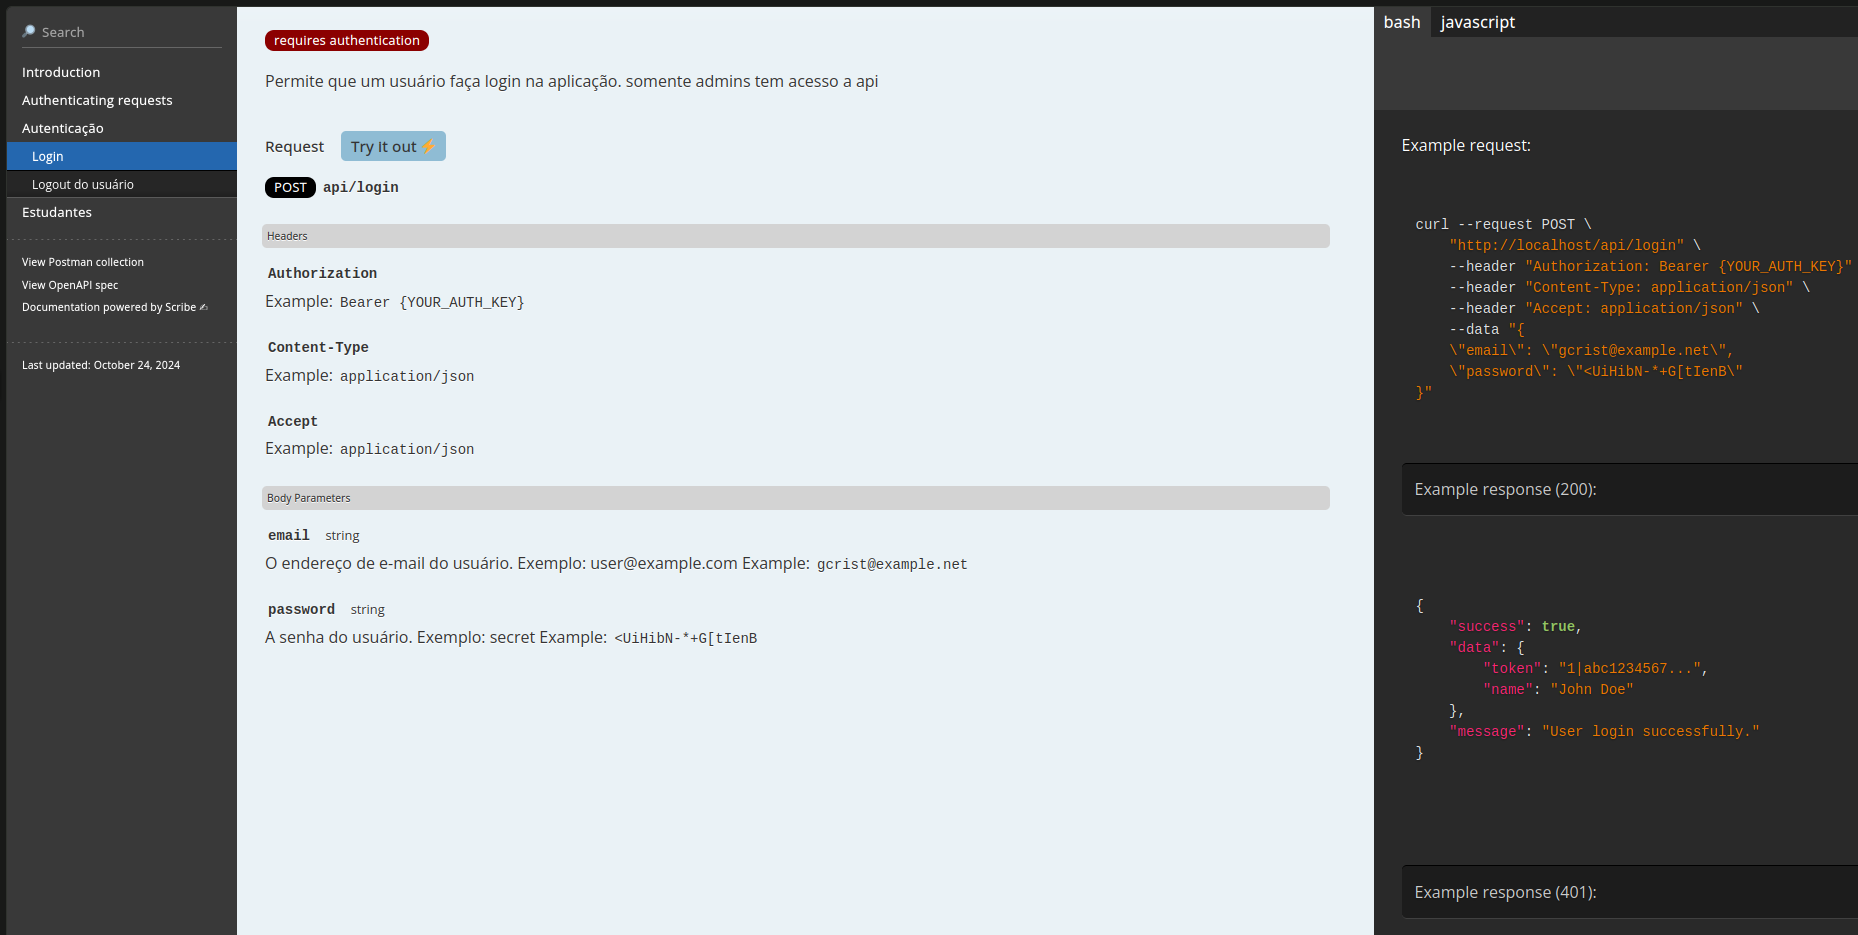 Search
Introduction
Authenticating requests
Autenticação
Login
Logout do usuário
Estudantes
View Postman collection
View OpenAPI spec
Documentation powered by Scribe ✍
Last updated: October 24, 2024
requires authentication
Permite que um usuário faça login na aplicação. somente admins tem acesso a api
Request Try it out ⚡
POST api/login
Headers
Authorization
Example: Bearer {YOUR_AUTH_KEY}
Content-Type
Example: application/json
Accept
Example: application/json
Body Parameters
email string
O endereço de e-mail do usuário. Exemplo: user@example.com Example: gcrist@example.net
password string
A senha do usuário. Exemplo: secret Example: <UiHibN-*+G[tIenB
bash javascript
Example request:
curl --request POST \
"http://localhost/api/login" \
--header "Authorization: Bearer {YOUR_AUTH_KEY}"
--header "Content-Type: application/json" \
--header "Accept: application/json" \
--data "{
\"email\": \"gcrist@example.net\",
\"password\": \"<UiHibN-*+G[tIenB\"
}"
Example response (200):
{
"success": true,
"data": {
"token": "1|abc1234567...",
"name": "John Doe"
},
"message": "User login successfully."
}
Example response (401):